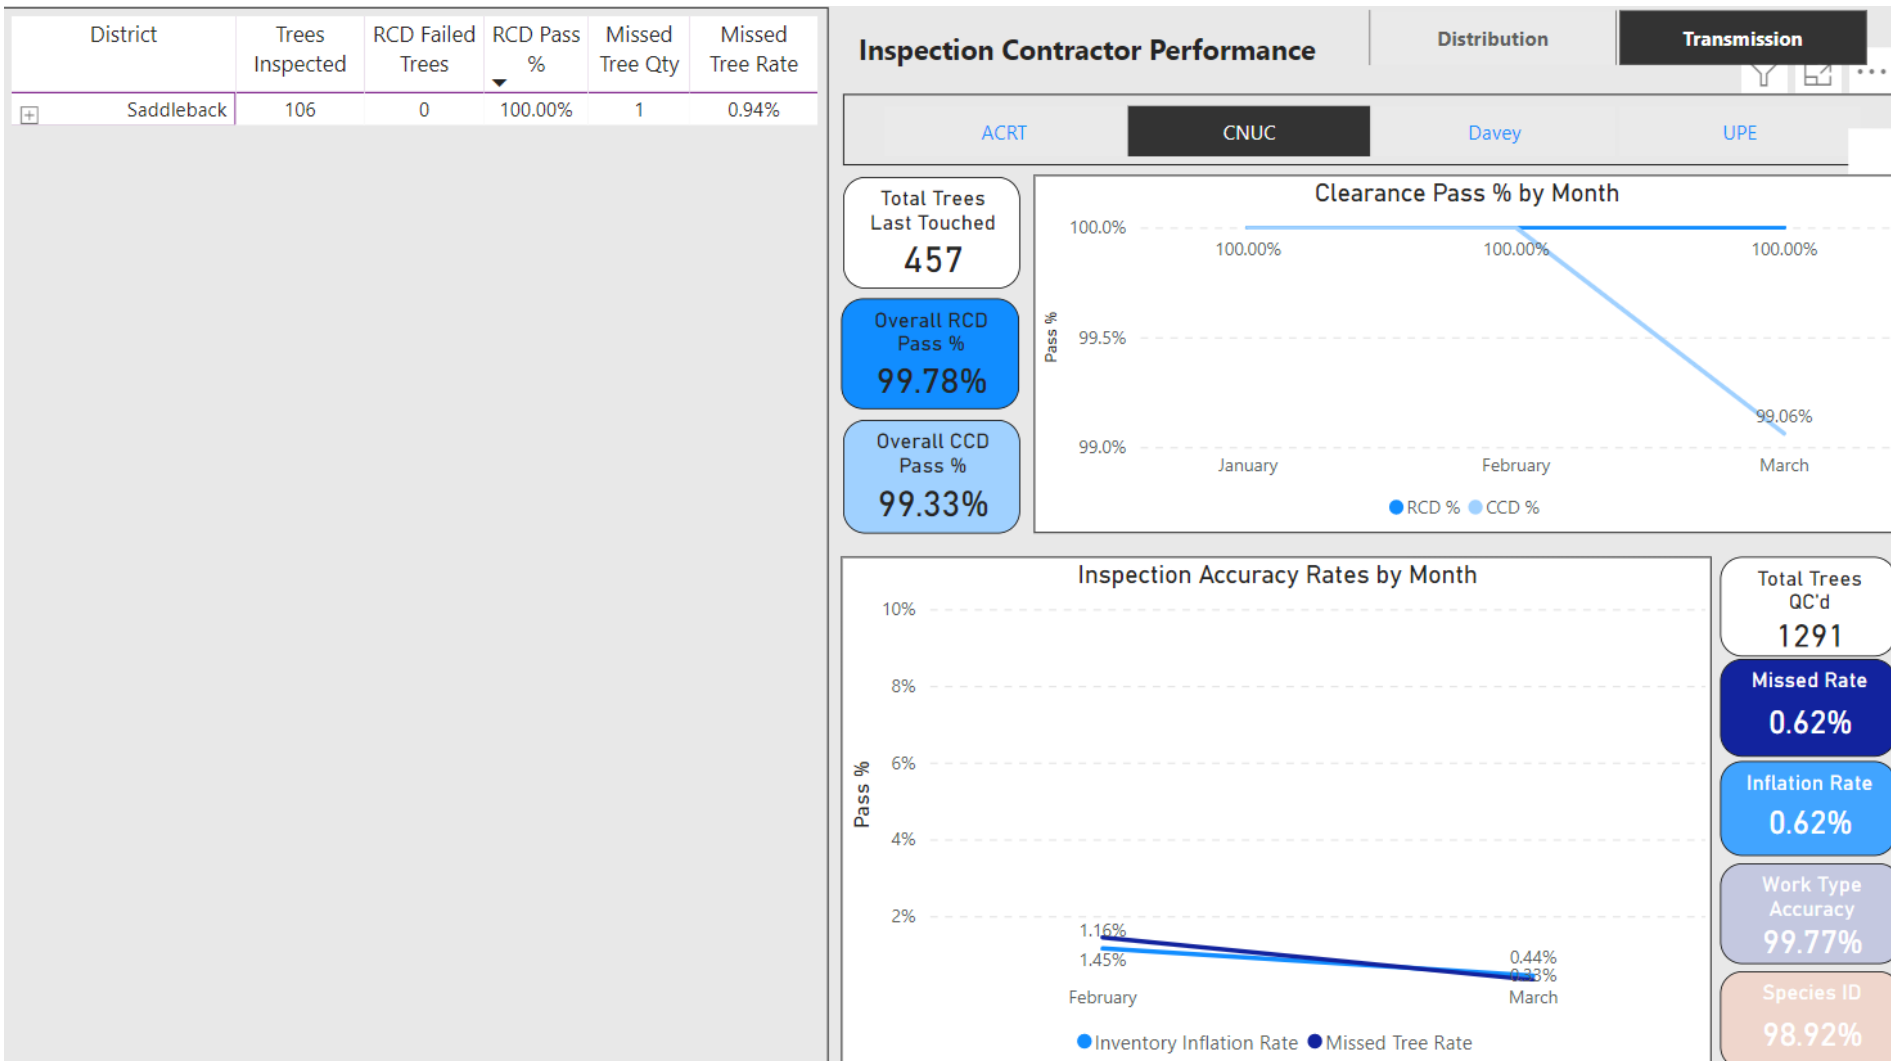 District
Trees Inspected
RCD Failed Trees
RCD Pass %
Missed Tree Qty
Missed Tree Rate
Saddleback 106 0 100.00% 1 0.94%
Inspection Contractor Performance
Distribution
Transmission
ACRT
CNUC
Davey
UPE
Total Trees
Last Touched
457
Overall RCD
Pass %
99.78%
Overall CCD
Pass %
99.33%
Clearance Pass % by Month
Pass %
100.0%
99.5%
99.0%
100.00%
100.00%
100.00%
99.06%
January
February
March
RCD % CCD %
Inspection Accuracy Rates by Month
Pass %
10%
8%
6%
4%
2%
1.16%
1.45%
0.44%
0.33%
February
March
Inventory Inflation Rate Missed Tree Rate
Total Trees
QC'd
1291
Missed Rate
0.62%
Inflation Rate
0.62%
Work Type
Accuracy
99.77%
Species ID
98.92%